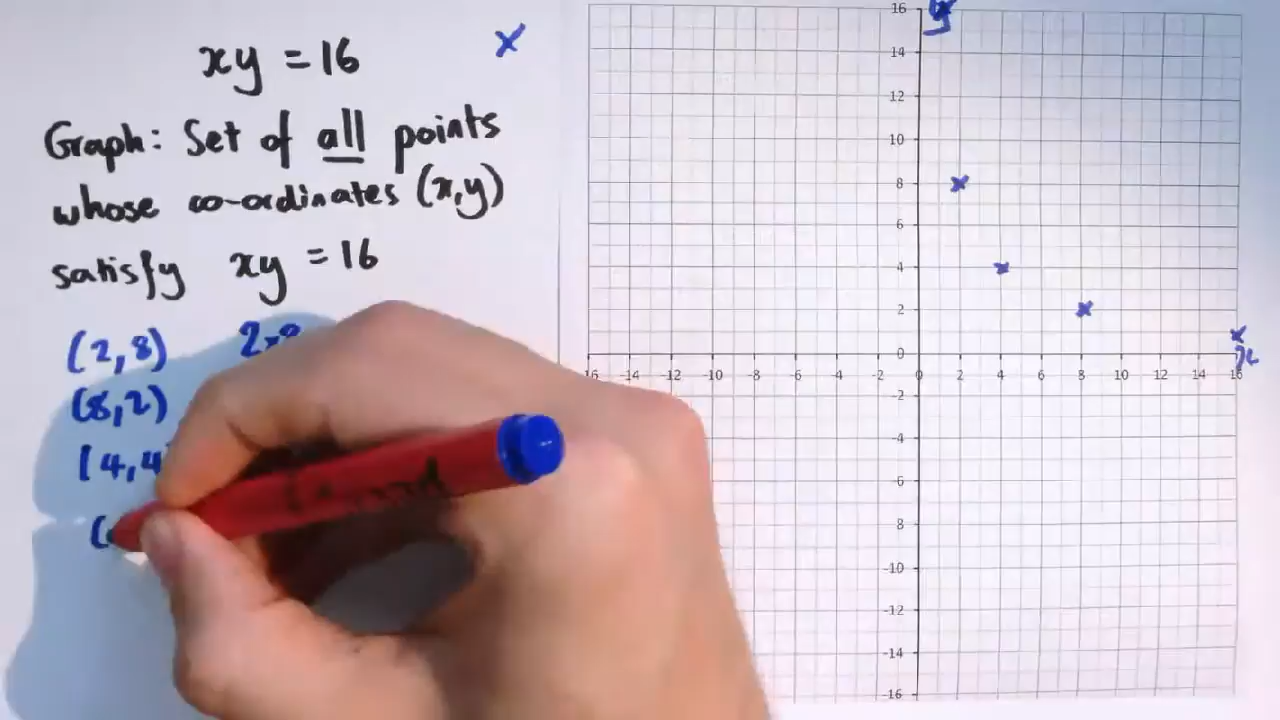 xy = 16
x
Graph: Set of all points
whose co-ordinates (x,y)
satisfy xy = 16
(2,8)
(8,2)
(4,4
(
y
16
14
12
10
8
6
4
2
0
16 -14 -12 -10 -8 -6 -4 -2 0 2 4 6 8 10 12 14 16
x
-2
-4
-6
8
-10
-12
-14
-16